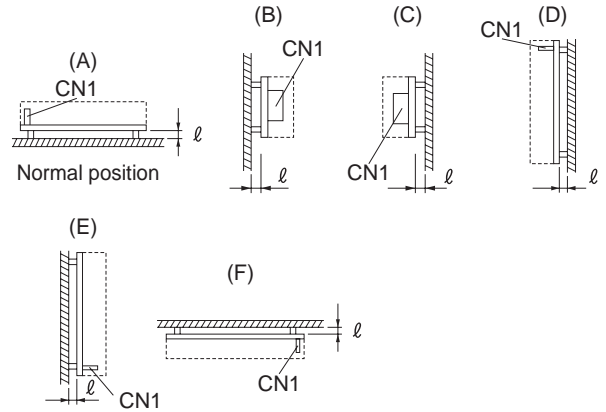 (A)
CN1
ℓ
Normal position
(B)
CN1
ℓ
(C)
CN1
ℓ
(D)
CN1
ℓ
(E)
ℓ
CN1
(F)
ℓ
CN1